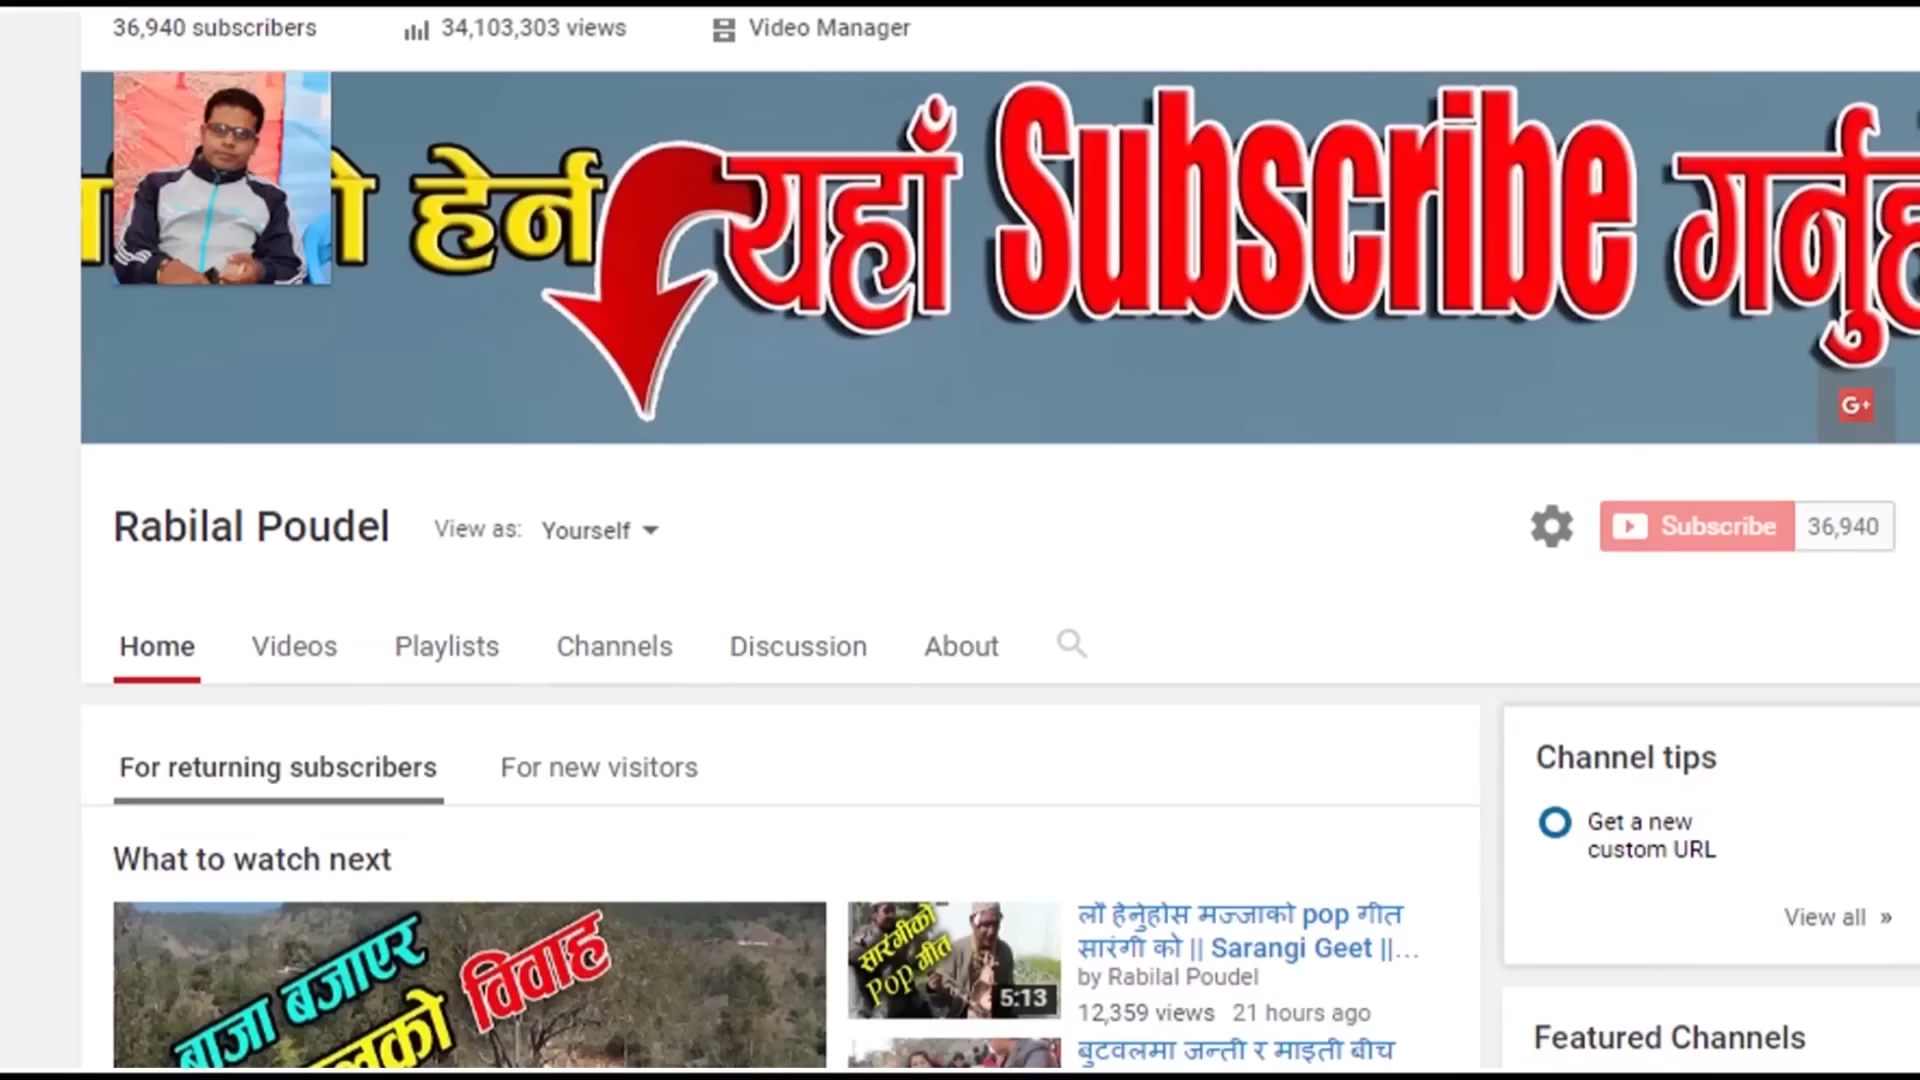 36,940 subscribers
34,103,303 views
Video Manager
हेर्न
यहाँ Subscribe
G+
Rabilal Poudel
View as: Yourself
Subscribe 36,940
Home Videos Playlists Channels Discussion About
For returning subscribers
For new visitors
What to watch next
बाजा बजाएर
विवाह
सारंगीको
pop गीत
5:13
लौ हेर्नुहोस मज्जाको pop गीत
सारंगी को || Sarangi Geet ||...
by Rabilal Poudel
12,359 views 21 hours ago
बुटवलमा जन्ती र माइती बीच
Channel tips
Get a new
custom URL
View all »
Featured Channels